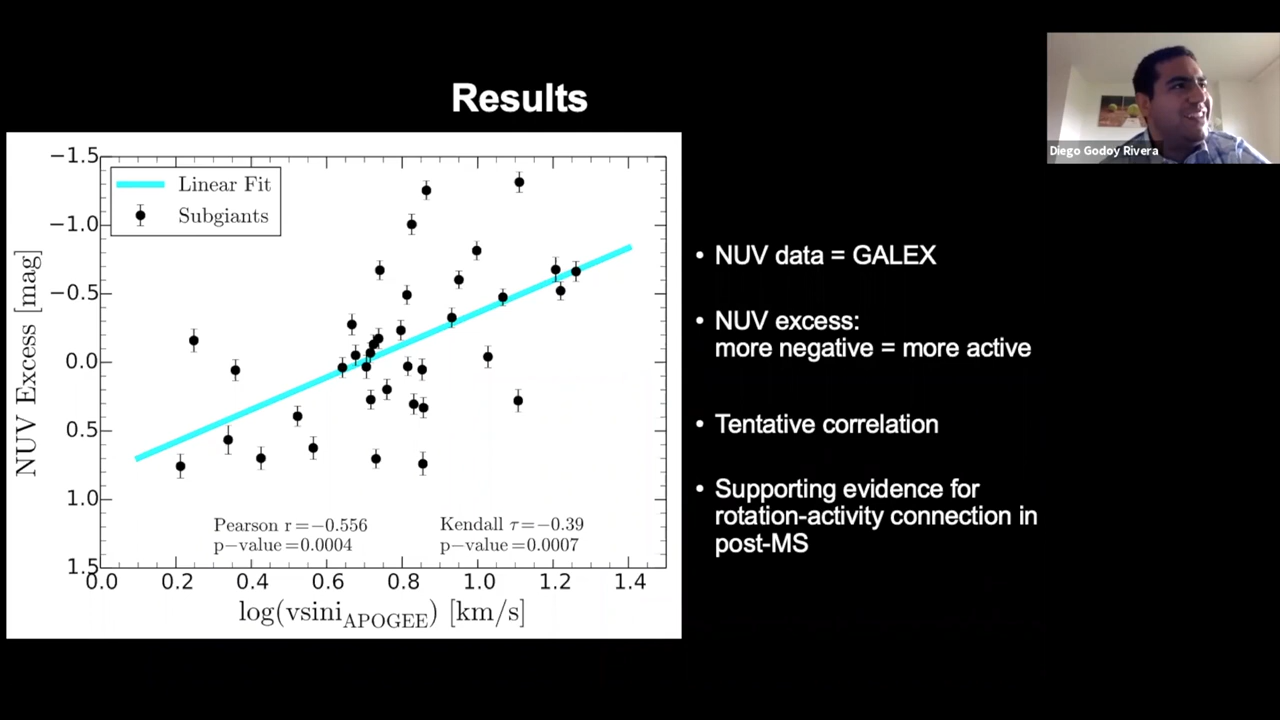 Results
Diego Godoy Rivera
Linear Fit
Subgiants
−1.5
−1.0
−0.5
0.0
0.5
1.0
1.5
NUV Excess [mag]
Pearson r=−0.556
p−value=0.0004
Kendall τ=−0.39
p−value=0.0007
0.0 0.2 0.4 0.6 0.8 1.0 1.2 1.4
log(vsini_APOGEE) [km/s]
• NUV data = GALEX
• NUV excess:
more negative = more active
• Tentative correlation
• Supporting evidence for
rotation-activity connection in
post-MS